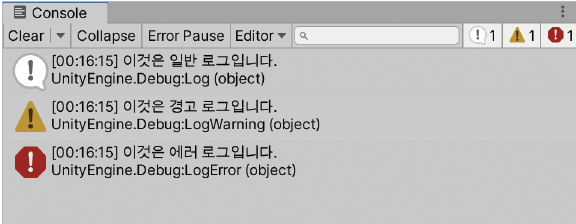 Console
Clear Collapse Error Pause Editor 1 1 1
[00:16:15] 이것은 일반 로그입니다.
UnityEngine.Debug:Log (object)
[00:16:15] 이것은 경고 로그입니다.
UnityEngine.Debug:LogWarning (object)
[00:16:15] 이것은 에러 로그입니다.
UnityEngine.Debug:LogError (object)